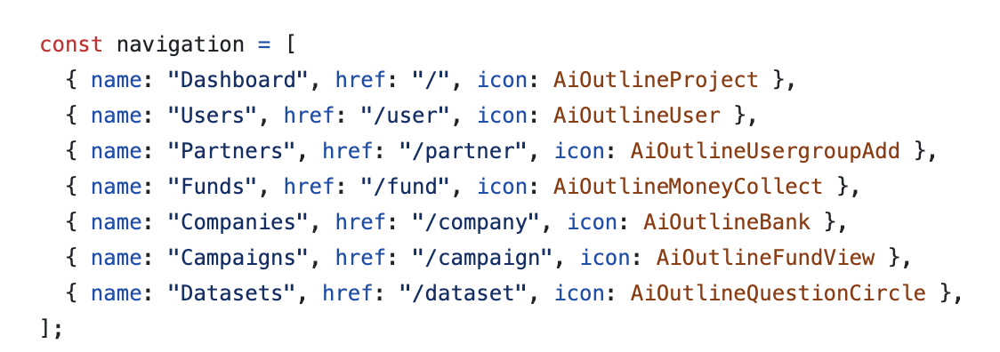 const navigation = [
  { name: "Dashboard", href: "/", icon: AiOutlineProject },
  { name: "Users", href: "/user", icon: AiOutlineUser },
  { name: "Partners", href: "/partner", icon: AiOutlineUsergroupAdd },
  { name: "Funds", href: "/fund", icon: AiOutlineMoneyCollect },
  { name: "Companies", href: "/company", icon: AiOutlineBank },
  { name: "Campaigns", href: "/campaign", icon: AiOutlineFundView },
  { name: "Datasets", href: "/dataset", icon: AiOutlineQuestionCircle },
];